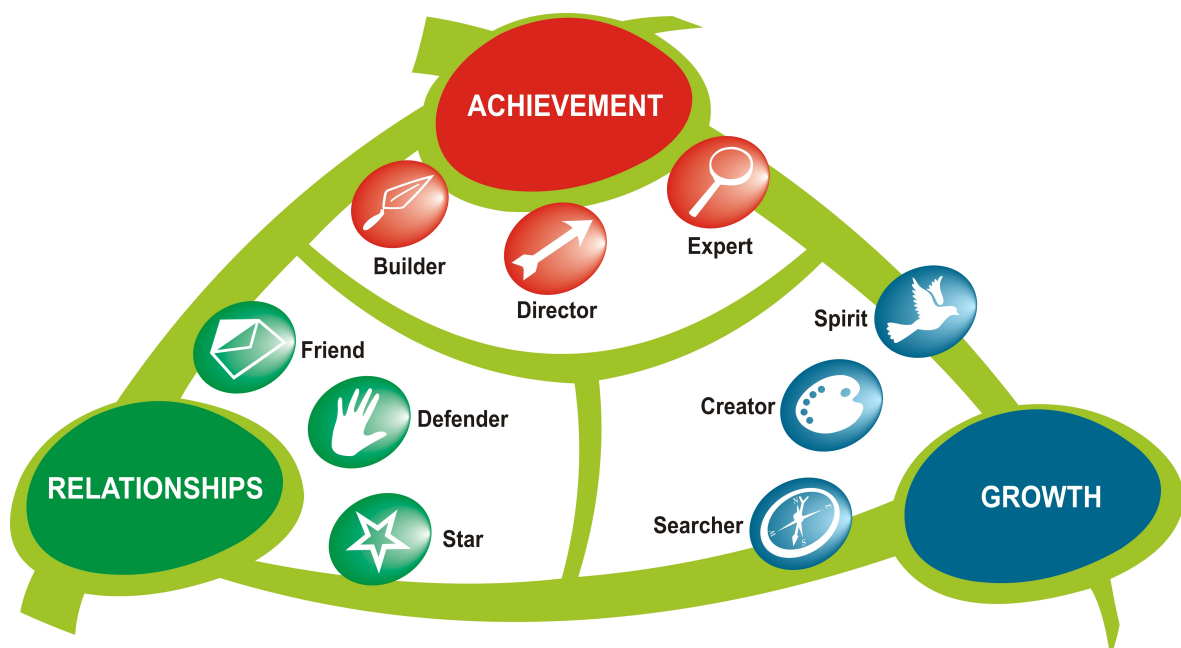 ACHIEVEMENT
Builder
Director
Expert
Friend
Defender
Star
RELATIONSHIPS
Spirit
Creator
Searcher
N
E
S
W
GROWTH